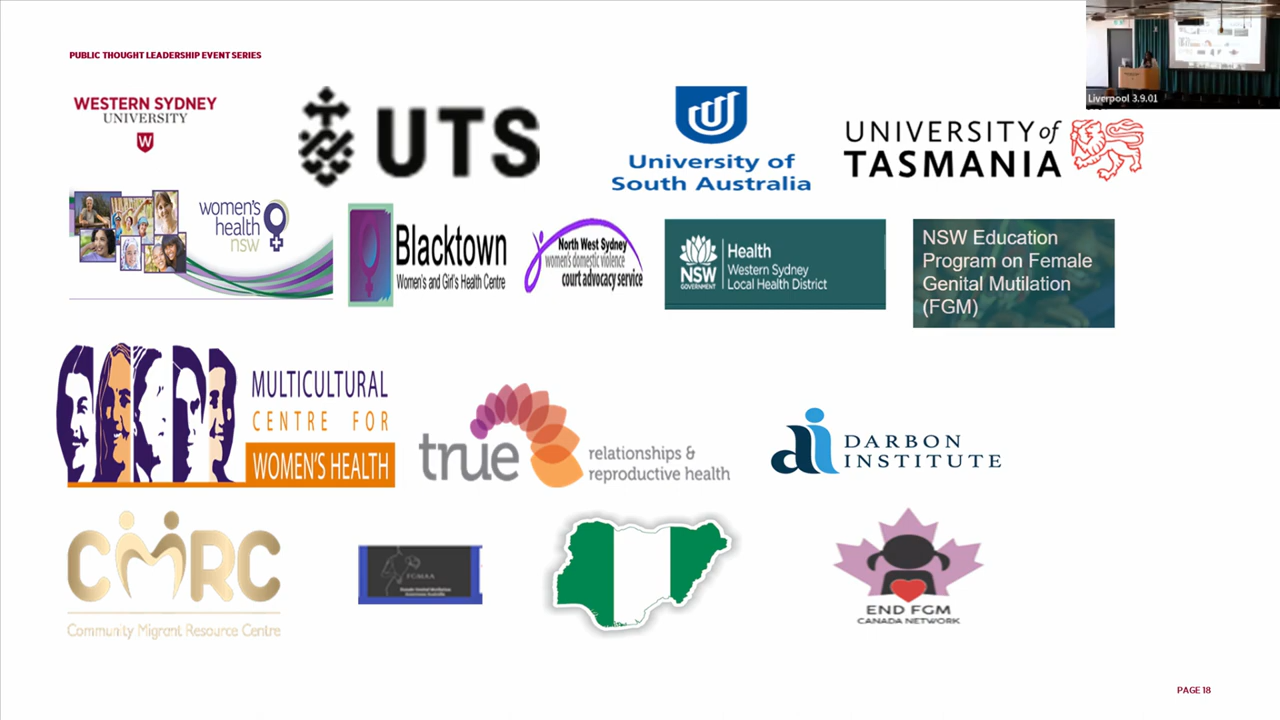 PUBLIC THOUGHT LEADERSHIP EVENT SERIES
Liverpool 3.9.01
WESTERN SYDNEY
UNIVERSITY
W
UTS
University of
South Australia
UNIVERSITY of
TASMANIA
women's
health
nsw
Blacktown
Women's and Girl's Health Centre
North West Sydney
women's domestic violence
court advocacy service
NSW
GOVERNMENT
Health
Western Sydney
Local Health District
NSW Education
Program on Female
Genital Mutilation
(FGM)
MULTICULTURAL
CENTRE FOR
WOMEN'S HEALTH
true
relationships &
reproductive health
di
DARBON
INSTITUTE
CMRC
Community Migrant Resource Centre
FGMAA
END FGM
CANADA NETWORK
PAGE 18